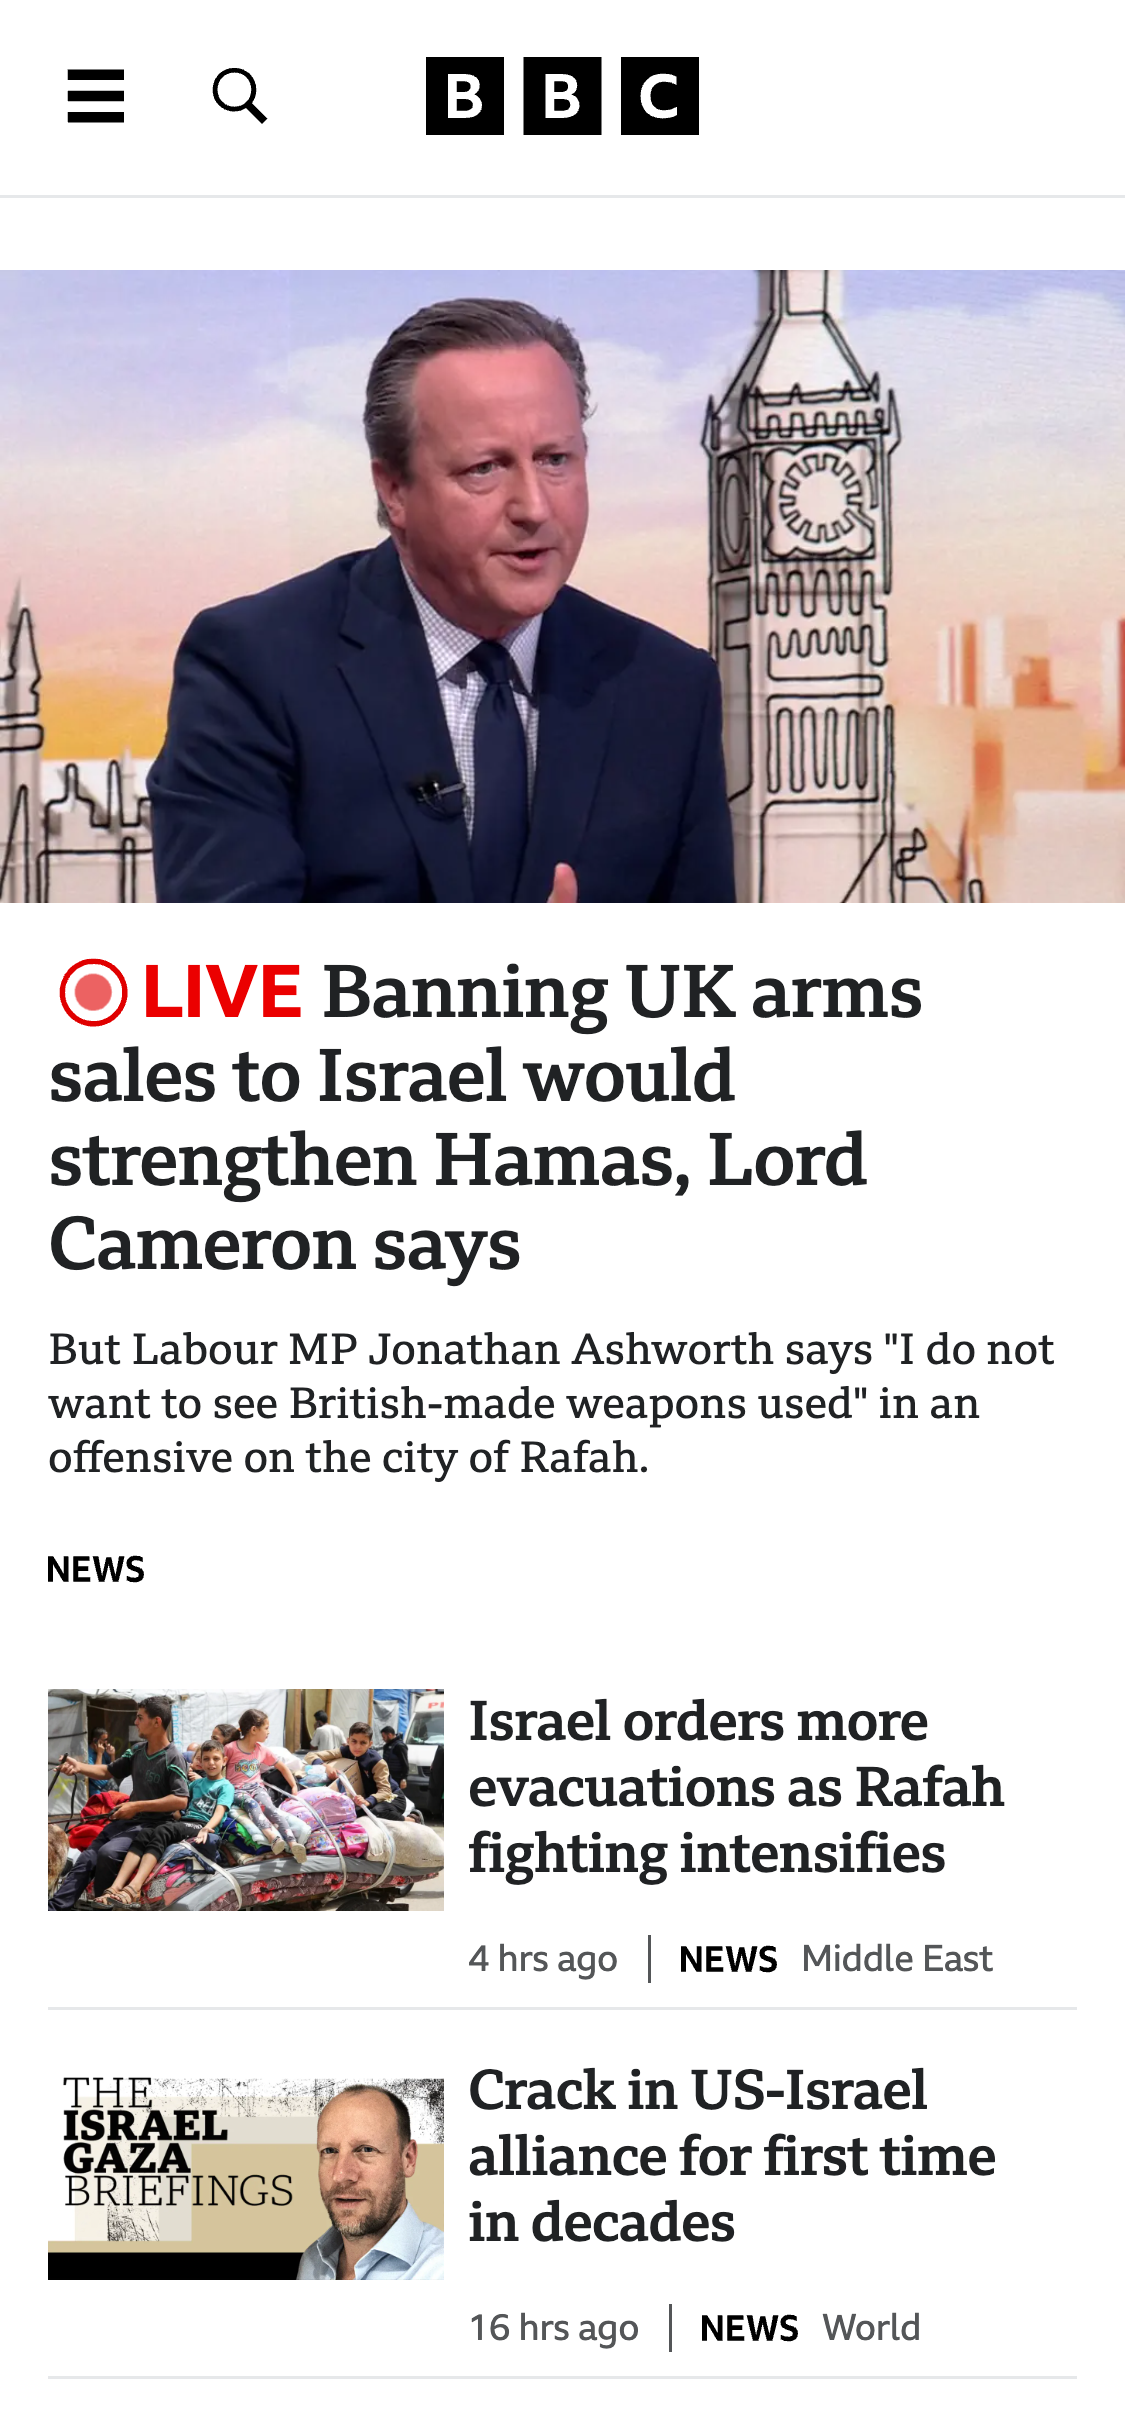 BBC
LIVE Banning UK arms
sales to Israel would
strengthen Hamas, Lord
Cameron says
But Labour MP Jonathan Ashworth says "I do not
want to see British-made weapons used" in an
offensive on the city of Rafah.
NEWS
Israel orders more
evacuations as Rafah
fighting intensifies
4 hrs ago | NEWS Middle East
THE
ISRAEL
GAZA
BRIEFINGS
Crack in US-Israel
alliance for first time
in decades
16 hrs ago | NEWS World